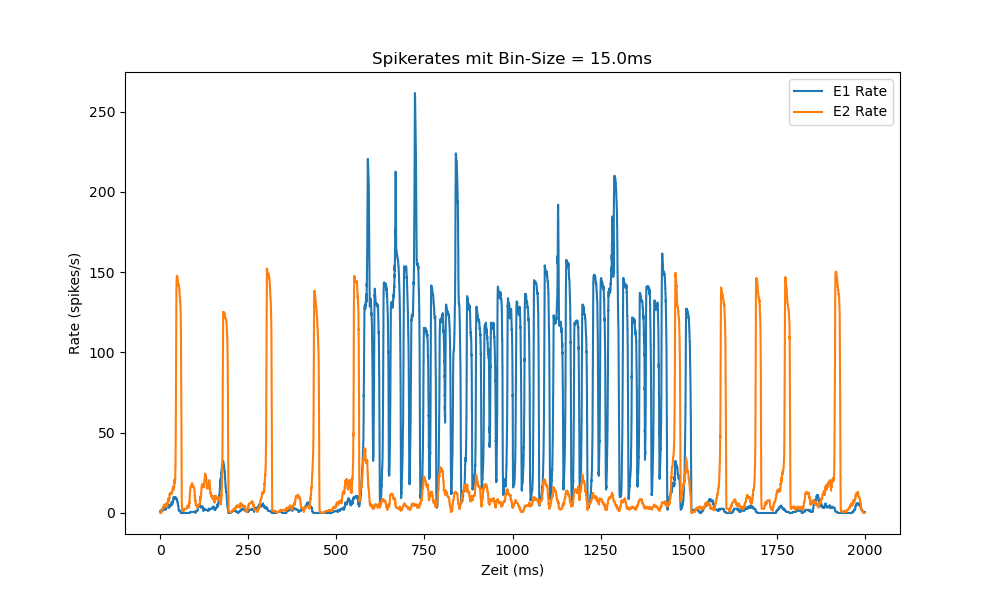 Spikerates mit Bin-Size = 15.0ms
E1 Rate
E2 Rate
Rate (spikes/s)
250
200
150
100
50
0
0 250 500 750 1000 1250 1500 1750 2000
Zeit (ms)